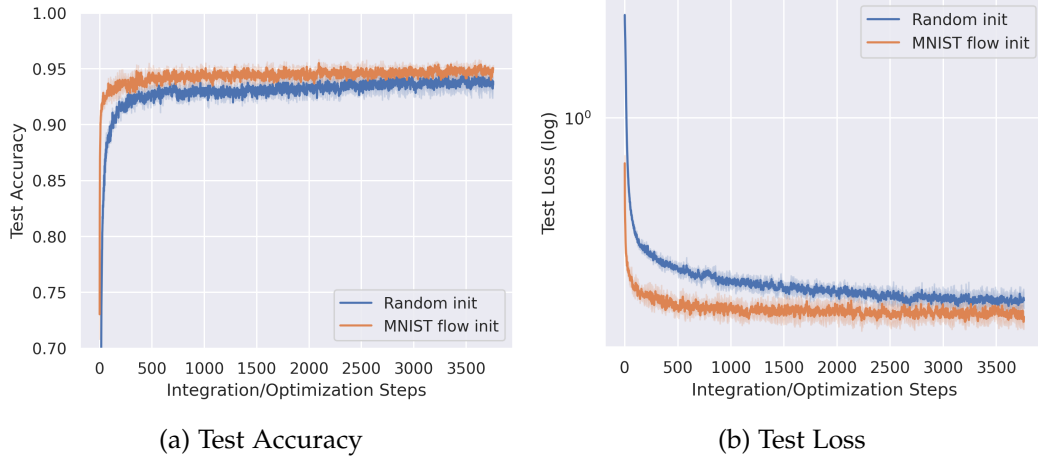 1.00
0.95
0.90
0.85
0.80
0.75
0.70
Test Accuracy
Random init
MNIST flow init
0 500 1000 1500 2000 2500 3000 3500
Integration/Optimization Steps
(a) Test Accuracy
Random init
MNIST flow init
10⁰
Test Loss (log)
0 500 1000 1500 2000 2500 3000 3500
Integration/Optimization Steps
(b) Test Loss